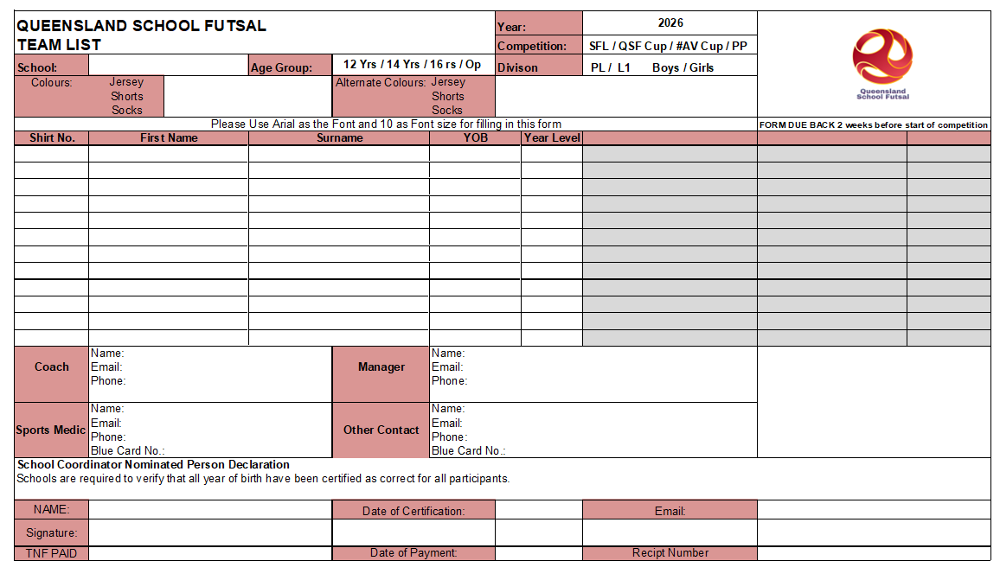 QUEENSLAND SCHOOL FUTSAL
TEAM LIST
Year: 2026
Competition: SFL / QSF Cup / #AV Cup / PP
School: Age Group: 12 Yrs / 14 Yrs / 16 rs / Op Divison PL / L1 Boys / Girls
Queensland
School Futsal
Colours: Jersey Alternate Colours: Jersey
Shorts Shorts
Socks Socks
Please Use Arial as the Font and 10 as Font size for filling in this form FORM DUE BACK 2 weeks before start of competition
Shirt No. First Name Surname YOB Year Level
Coach Name: Manager Name:
Email: Email:
Phone: Phone:
Sports Medic Name: Other Contact Name:
Email: Email:
Phone: Phone:
Blue Card No.: Blue Card No.:
School Coordinator Nominated Person Declaration
Schools are required to verify that all year of birth have been certified as correct for all participants.
NAME: Date of Certification: Email:
Signature:
TNF PAID Date of Payment: Recipt Number